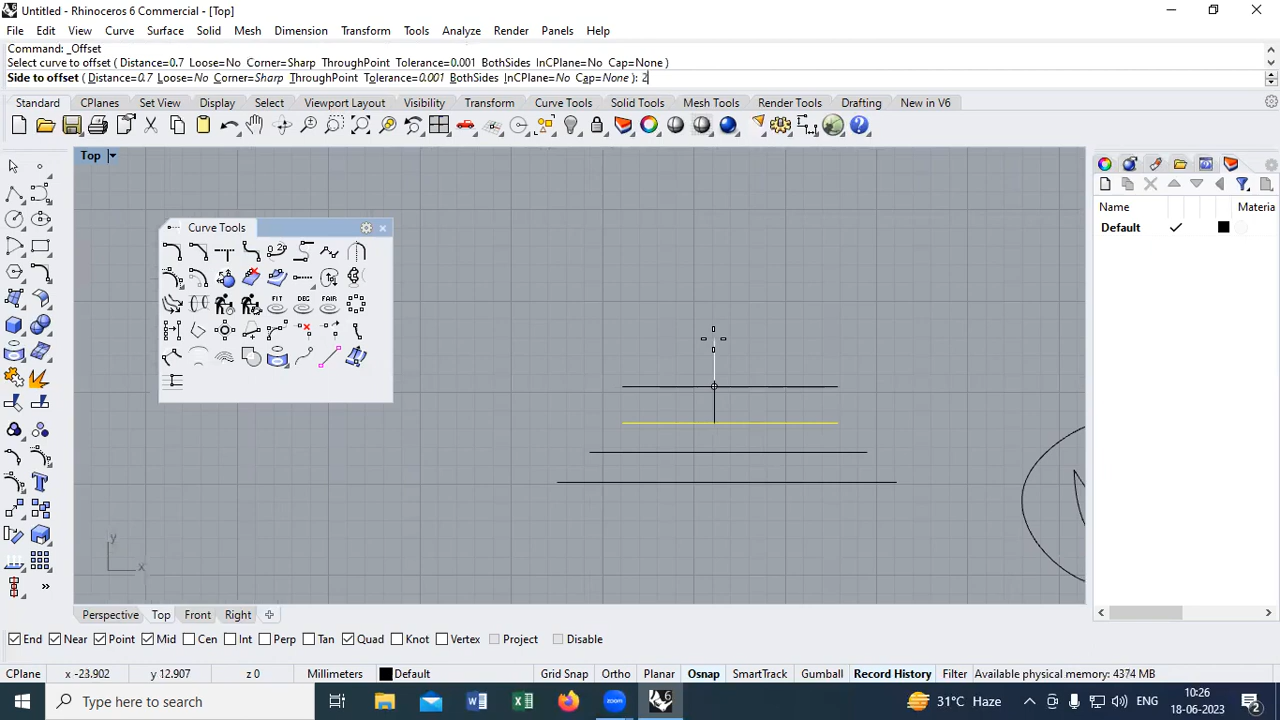 Untitled - Rhinoceros 6 Commercial - [Top]
File Edit View Curve Surface Solid Mesh Dimension Transform Tools Analyze Render Panels Help
Command: _Offset
Select curve to offset ( Distance=0.7 Loose=No Corner=Sharp ThroughPoint Tolerance=0.001 BothSides InCPlane=No Cap=None )
Side to offset ( Distance=0.7 Loose=No Corner=Sharp ThroughPoint Tolerance=0.001 BothSides InCPlane=No Cap=None ): 2
Standard CPlanes Set View Display Select Viewport Layout Visibility Transform Curve Tools Solid Tools Mesh Tools Render Tools Drafting New in V6
Top
Curve Tools
FIT DEG FAIR
Name Materia
Default
y
x
Perspective Top Front Right
End Near Point Mid Cen Int Perp Tan Quad Knot Vertex Project Disable
CPlane x -23.902 y 12.907 z 0 Millimeters Default Grid Snap Ortho Planar Osnap SmartTrack Gumball Record History Filter Available physical memory: 4374 MB
Type here to search
zoom
31°C Haze
ENG
10:26
18-06-2023
2